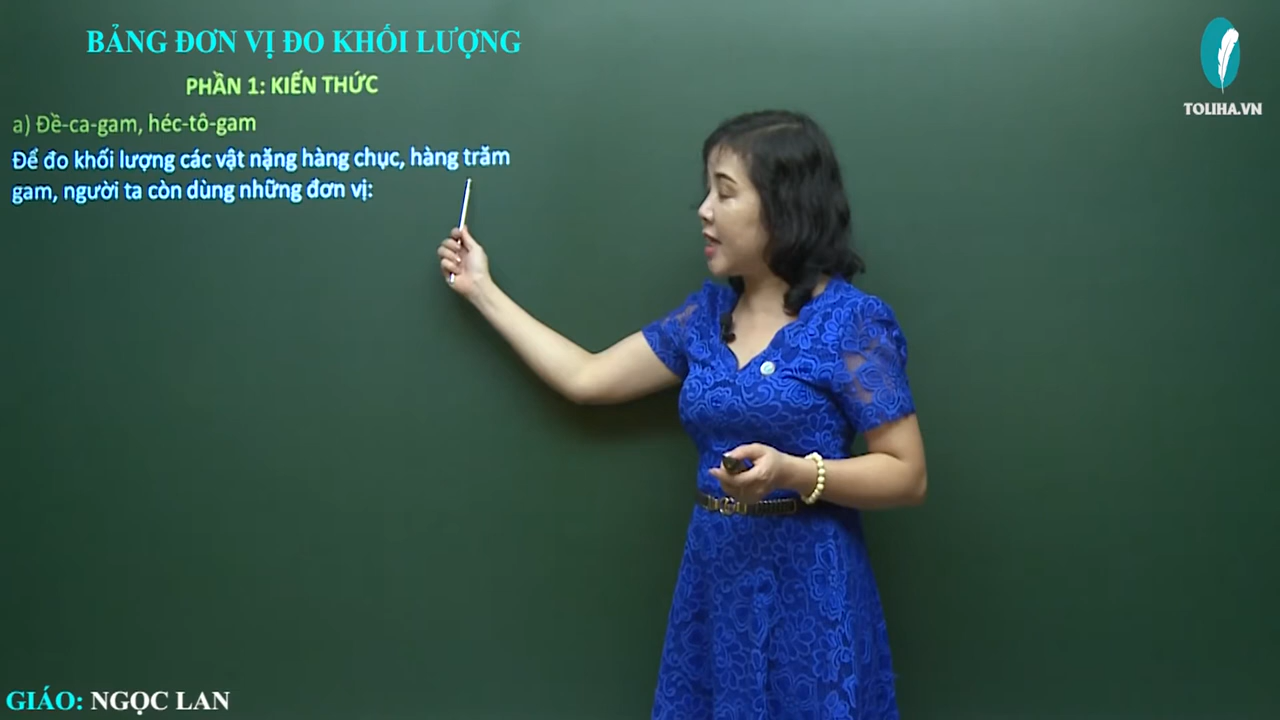 BẢNG ĐƠN VỊ ĐO KHỐI LƯỢNG
PHẦN 1: KIẾN THỨC
a) Đề-ca-gam, héc-tô-gam
Để đo khối lượng các vật nặng hàng chục, hàng trăm
gam, người ta còn dùng những đơn vị:
TOLIHA.VN
GIÁO: NGỌC LAN